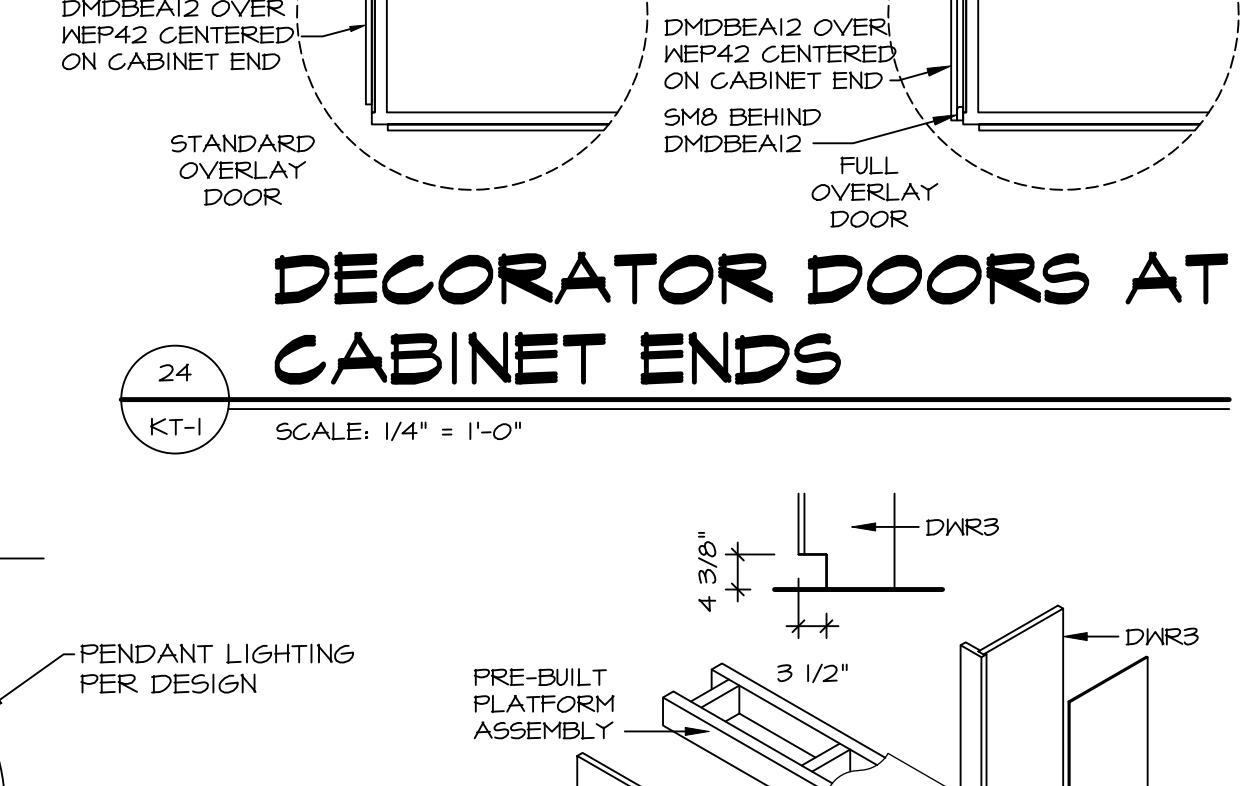 DMDBEA12 OVER
WEP42 CENTERED
ON CABINET END
STANDARD
OVERLAY
DOOR
DMDBEA12 OVER
WEP42 CENTERED
ON CABINET END
SM8 BEHIND
DMDBEA12
FULL
OVERLAY
DOOR
DECORATOR DOORS AT
CABINET ENDS
24
KT-1
SCALE: 1/4" = 1'-0"
DWR3
4 3/8"
3 1/2"
DWR3
PENDANT LIGHTING
PER DESIGN
PRE-BUILT
PLATFORM
ASSEMBLY